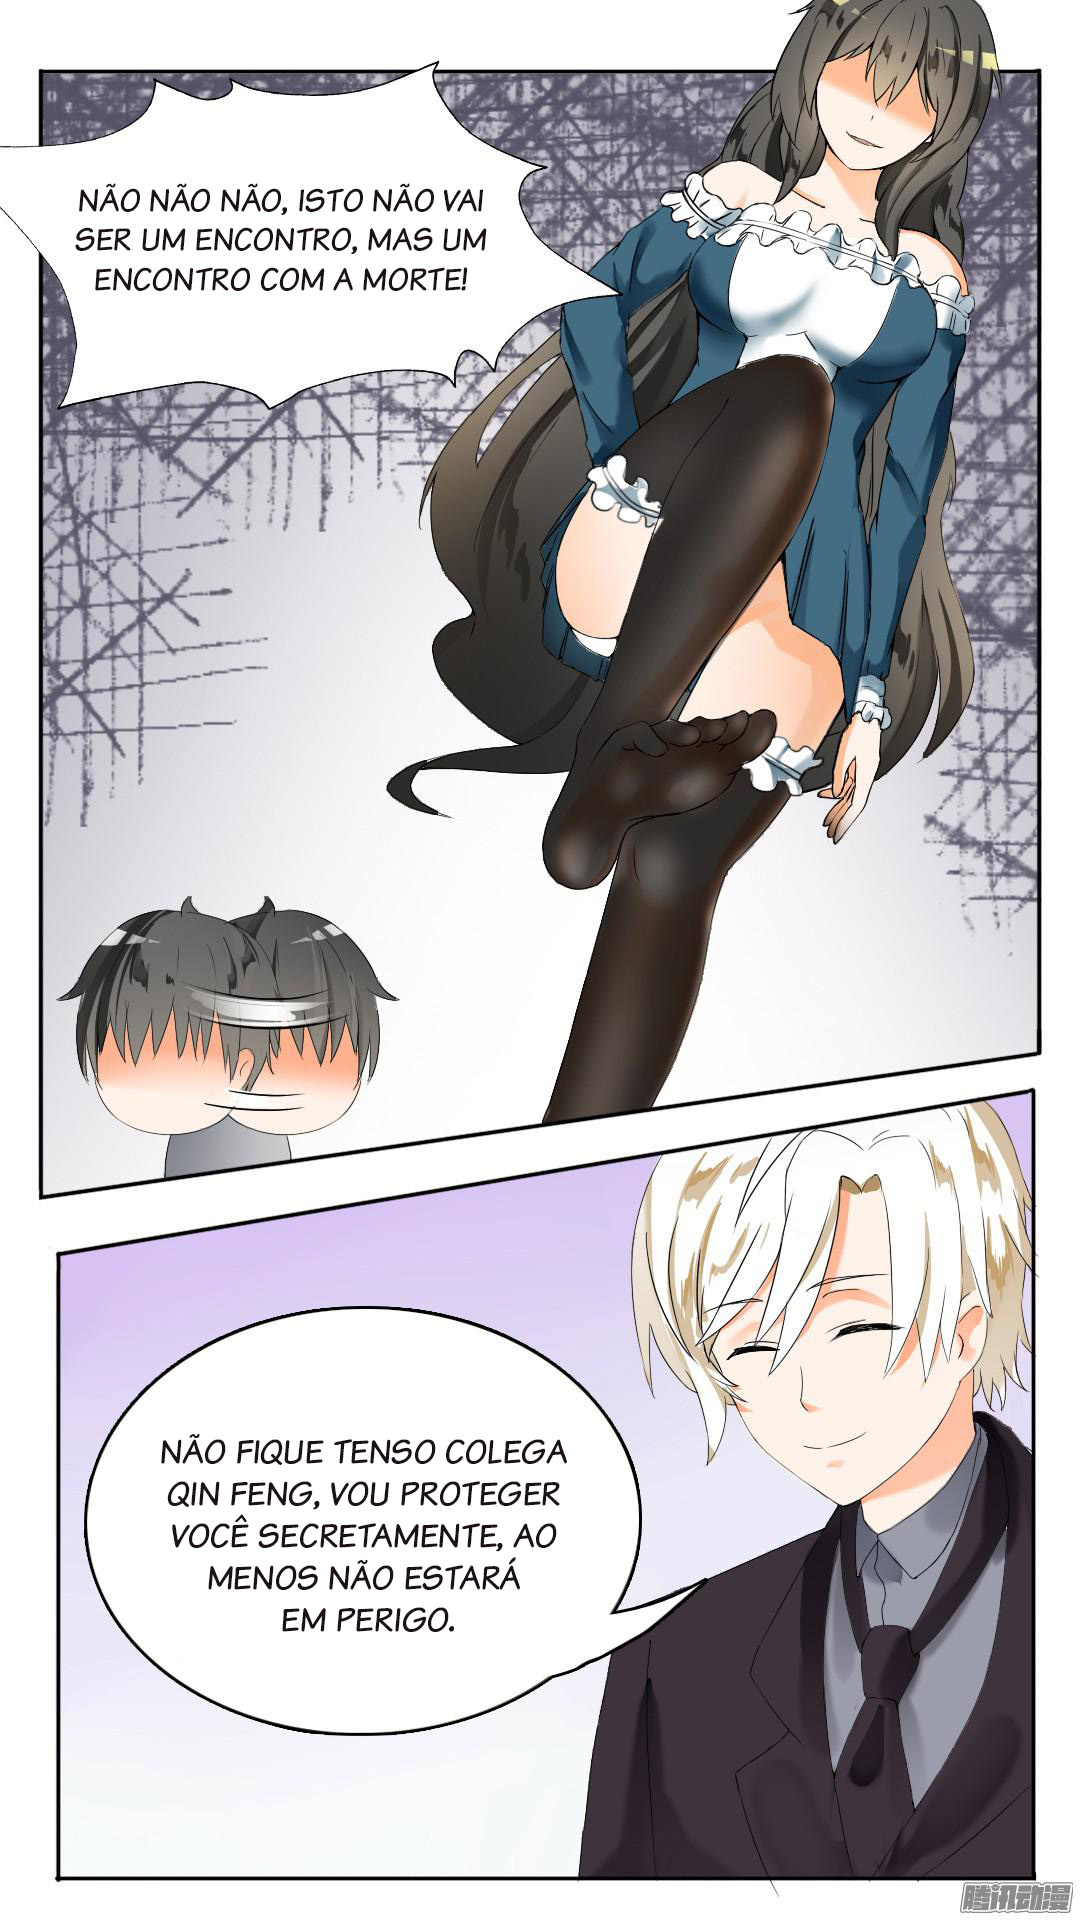 NÃO NÃO NÃO, ISTO NÃO VAI
SER UM ENCONTRO, MAS UM
ENCONTRO COM A MORTE!
NÃO FIQUE TENSO COLEGA
QIN FENG, VOU PROTEGER
VOCÊ SECRETAMENTE, AO
MENOS NÃO ESTARÁ
EM PERIGO.
腾讯动漫